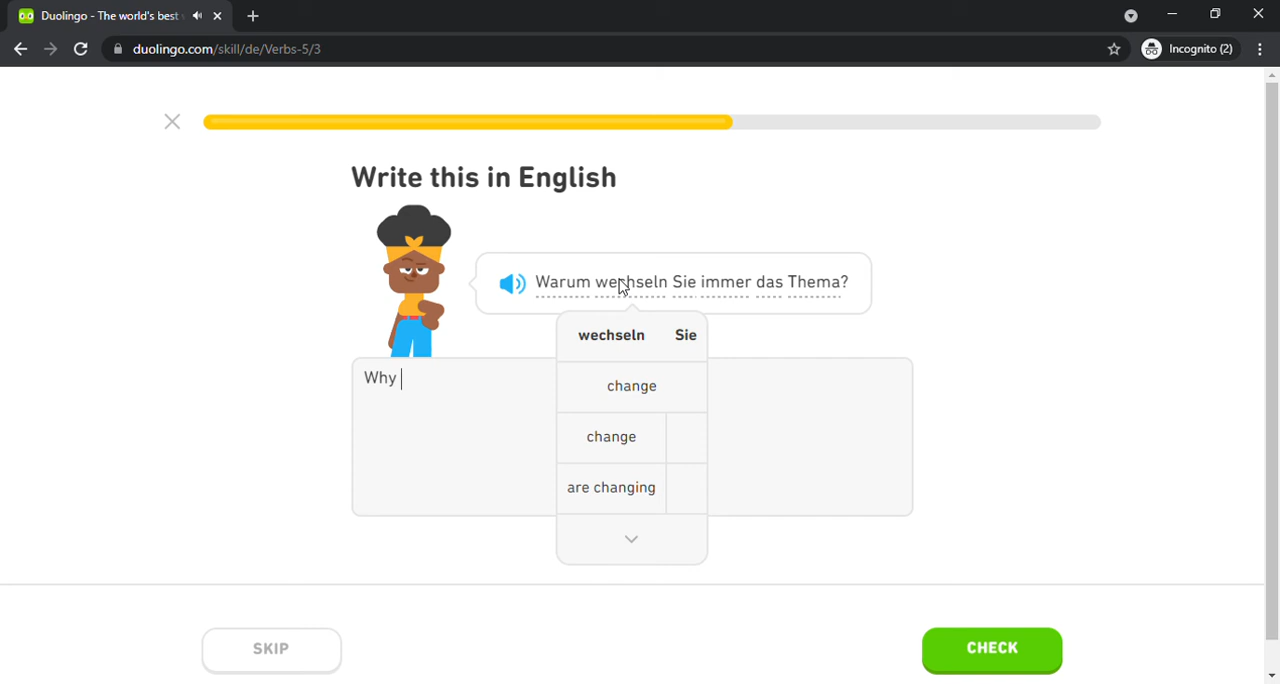 Duolingo - The world's best
duolingo.com/skill/de/Verbs-5/3
Incognito (2)
Write this in English
Warum wechseln Sie immer das Thema?
wechseln Sie
change
Why
change
are changing
SKIP
CHECK